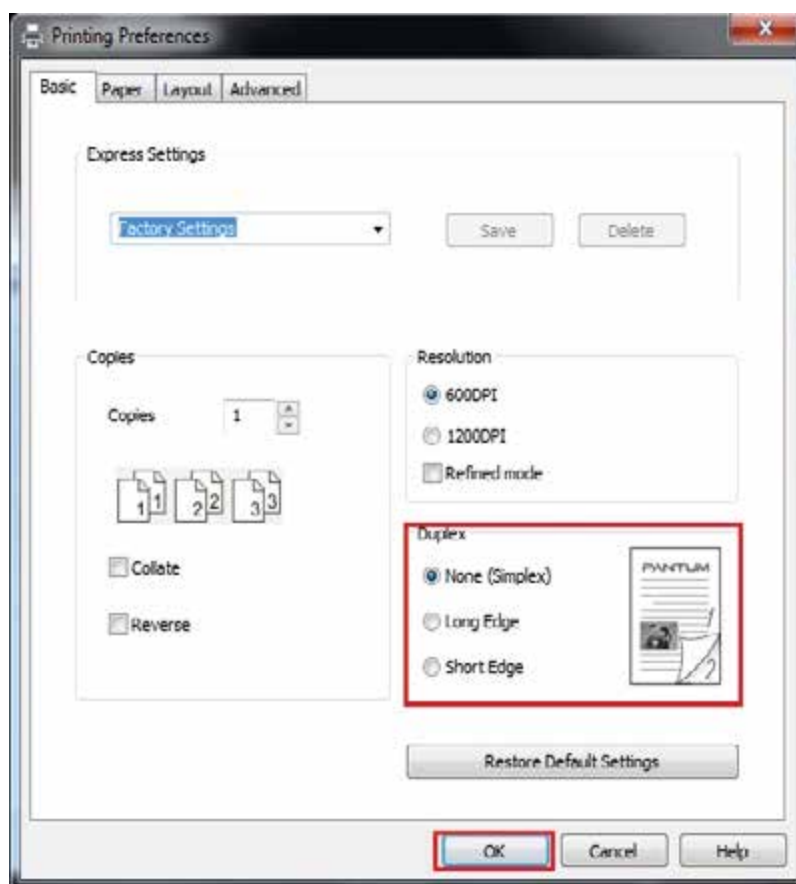 Printing Preferences
X
Basic Paper Layout Advanced
Express Settings
Factory Settings Save Delete
Copies
Copies 1
1 1 2 2 3 3
Collate
Reverse
Resolution
600DPI
1200DPI
Refined mode
Duplex
None (Simplex)
Long Edge
Short Edge
PANTUM
1
2
Restore Default Settings
OK Cancel Help